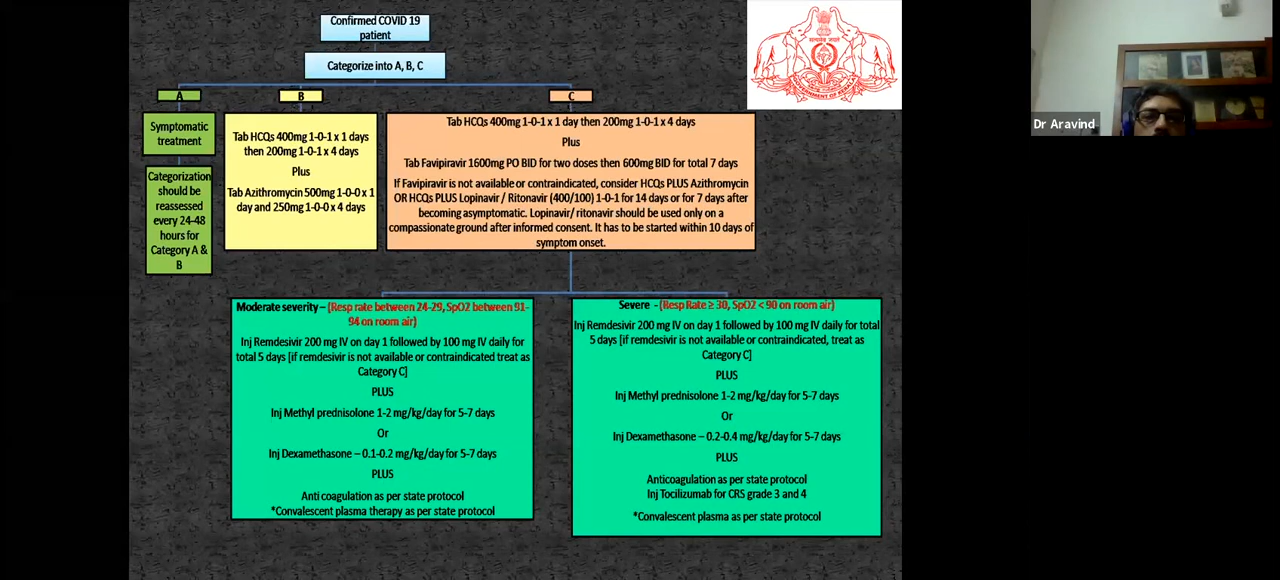 Confirmed COVID 19
patient
Categorize into A, B, C
A
B
C
Symptomatic
treatment
Categorization
should be
reassessed
every 24-48
hours for
Category A &
B
Tab HCQs 400mg 1-0-1 x 1 days
then 200mg 1-0-1 x 4 days
Plus
Tab Azithromycin 500mg 1-0-0 x 1
day and 250mg 1-0-0 x 4 days
Tab HCQs 400mg 1-0-1 x 1 day then 200mg 1-0-1 x 4 days
Plus
Tab Favipiravir 1600mg PO BID for two doses then 600mg BID for total 7 days
If Favipiravir is not available or contraindicated, consider HCQs PLUS Azithromycin
OR HCQs PLUS Lopinavir / Ritonavir (400/100) 1-0-1 for 14 days or for 7 days after
becoming asymptomatic. Lopinavir/ ritonavir should be used only on a
compassionate ground after informed consent. It has to be started within 10 days of
symptom onset.
Moderate severity – (Resp rate between 24-29, SpO2 between 91-
94 on room air)
Inj Remdesivir 200 mg IV on day 1 followed by 100 mg IV daily for
total 5 days [if remdesivir is not available or contraindicated treat as
Category C]
PLUS
Inj Methyl prednisolone 1-2 mg/kg/day for 5-7 days
Or
Inj Dexamethasone – 0.1-0.2 mg/kg/day for 5-7 days
PLUS
Anti coagulation as per state protocol
*Convalescent plasma therapy as per state protocol
Severe - (Resp Rate ≥ 30, SpO2 < 90 on room air)
Inj Remdesivir 200 mg IV on day 1 followed by 100 mg IV daily for total
5 days [if remdesivir is not available or contraindicated, treat as
Category C]
PLUS
Inj Methyl prednisolone 1-2 mg/kg/day for 5-7 days
Or
Inj Dexamethasone – 0.2-0.4 mg/kg/day for 5-7 days
PLUS
Anticoagulation as per state protocol
Inj Tocilizumab for CRS grade 3 and 4
*Convalescent plasma as per state protocol
GOVERNMENT OF KERALA
Dr Aravind